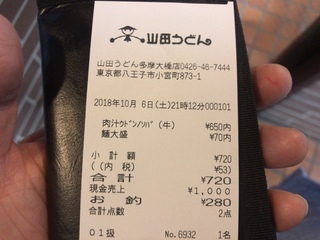 山田うどん
山田うどん多摩大橋店0426-46-7444
東京都八王子市小宮町873-1
2018年10月 6日(土)21時12分000101
肉汁ウドンノソバ(牛) ¥650内
麺大盛 ¥70内
小計額 ¥720
((内 税) ¥53)
合計 ¥720
現金売上 ¥1,000
お釣 ¥280
合計点数 2点
01扱 No.6932 1名